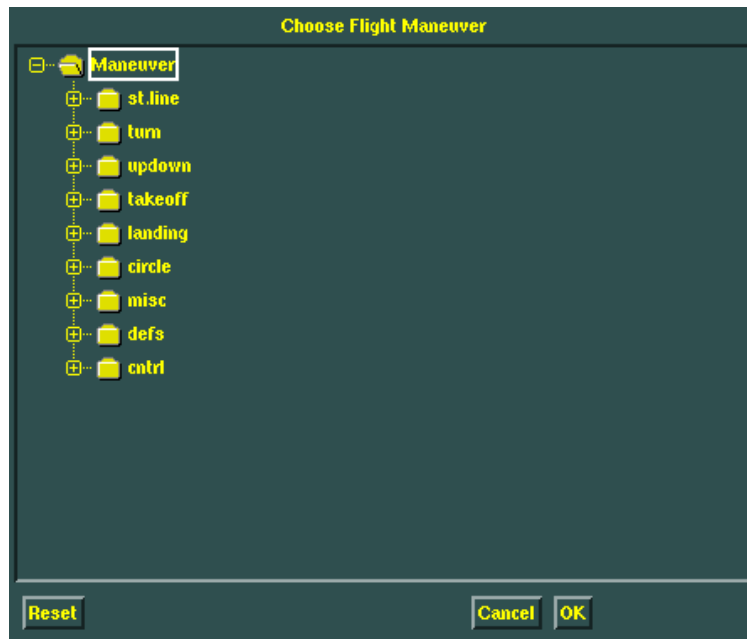 Choose Flight Maneuver
Maneuver
st.line
turn
updown
takeoff
landing
circle
misc
defs
cntrl
Reset Cancel OK